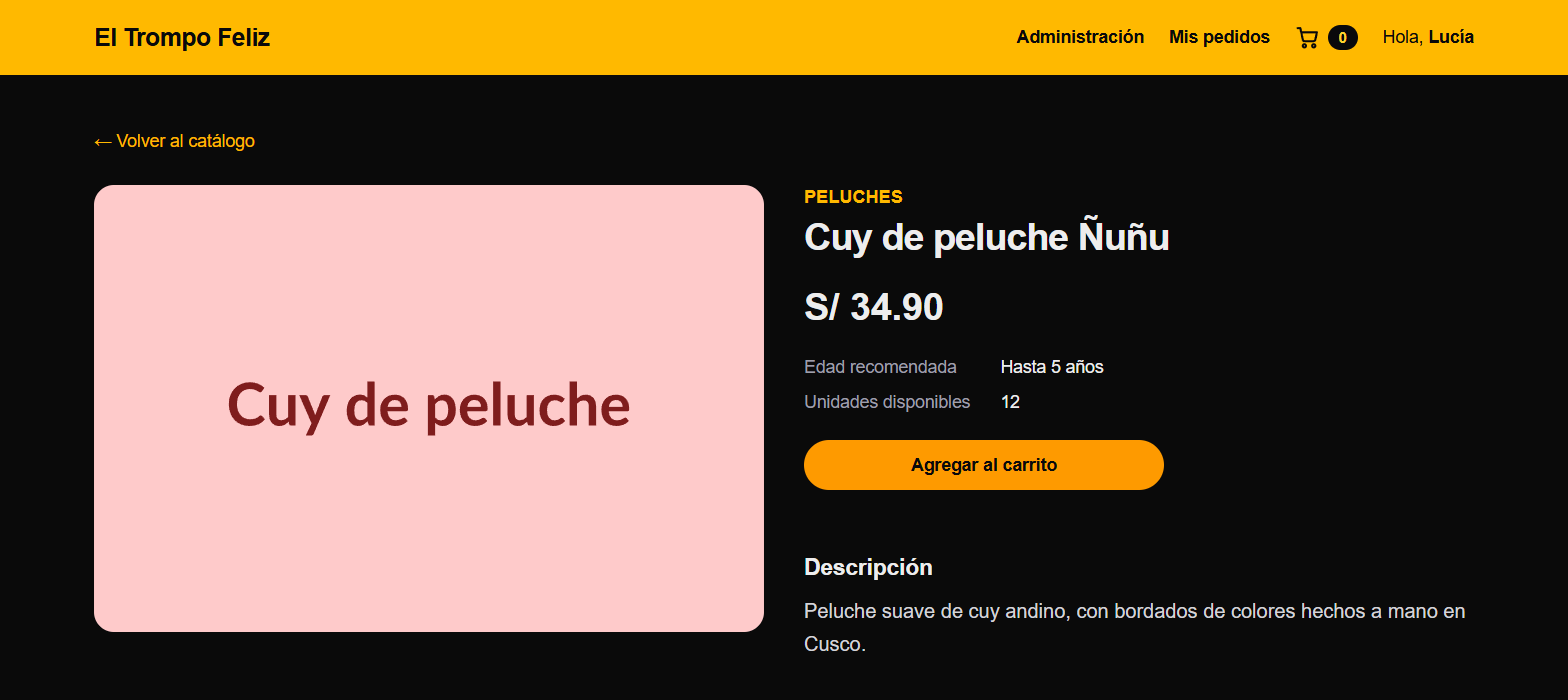 El Trompo Feliz
Administración Mis pedidos 0 Hola, Lucía
← Volver al catálogo
Cuy de peluche
PELUCHES
Cuy de peluche Ñuñu
S/ 34.90
Edad recomendada Hasta 5 años
Unidades disponibles 12
Agregar al carrito
Descripción
Peluche suave de cuy andino, con bordados de colores hechos a mano en
Cusco.